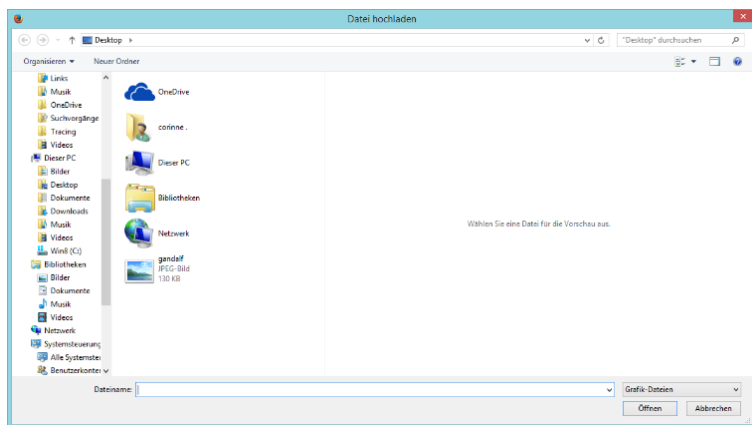 Datei hochladen
Desktop
"Desktop" durchsuchen
Organisieren
Neuer Ordner
Links
Musik
OneDrive
Suchvorgänge
Tracing
Videos
Dieser PC
Bilder
Desktop
Dokumente
Downloads
Musik
Videos
Win8 (C:)
Bibliotheken
Bilder
Dokumente
Musik
Videos
Netzwerk
Systemsteuerung
Alle Systemste
Benutzerkonte
OneDrive
corinne .
Dieser PC
Bibliotheken
Netzwerk
gandalf
JPEG-Bild
130 KB
Wählen Sie eine Datei für die Vorschau aus.
Dateiname:
Grafik-Dateien
Öffnen
Abbrechen